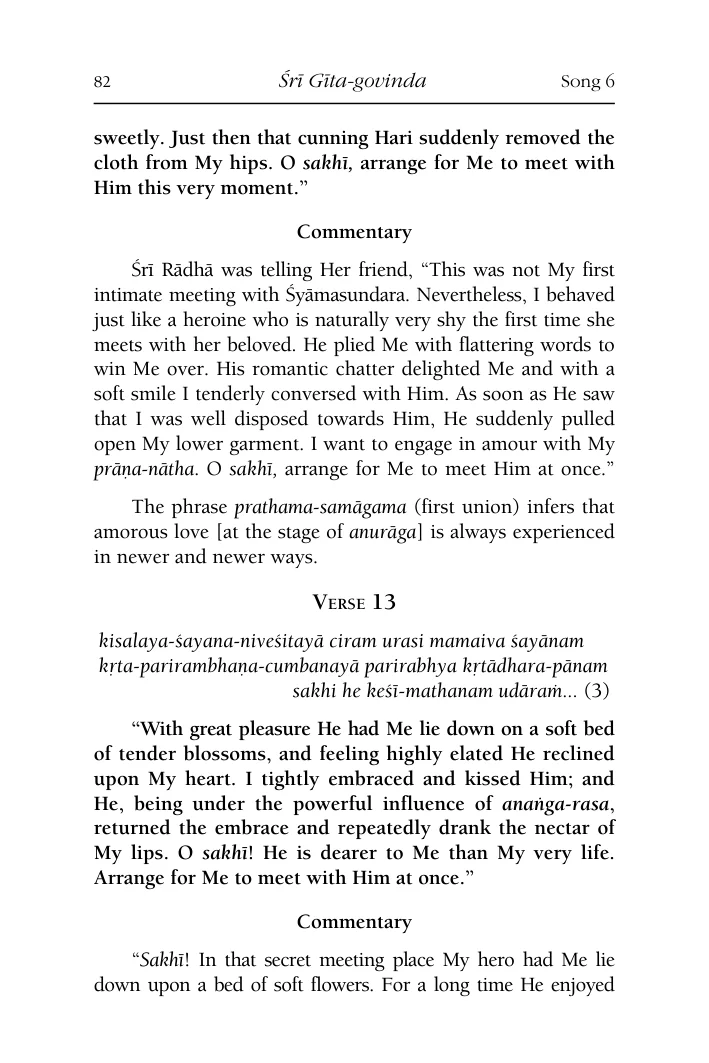 82 Śrī Gīta-govinda Song 6
sweetly. Just then that cunning Hari suddenly removed the
cloth from My hips. O sakhī, arrange for Me to meet with
Him this very moment.”
Commentary
Śrī Rādhā was telling Her friend, “This was not My first
intimate meeting with Śyāmasundara. Nevertheless, I behaved
just like a heroine who is naturally very shy the first time she
meets with her beloved. He plied Me with flattering words to
win Me over. His romantic chatter delighted Me and with a
soft smile I tenderly conversed with Him. As soon as He saw
that I was well disposed towards Him, He suddenly pulled
open My lower garment. I want to engage in amour with My
prāṇa-nātha. O sakhī, arrange for Me to meet Him at once.”
The phrase prathama-samāgama (first union) infers that
amorous love [at the stage of anurāga] is always experienced
in newer and newer ways.
Verse 13
kisalaya-śayana-niveśitayā ciram urasi mamaiva śayānam
kṛta-parirambhaṇa-cumbanayā parirabhya kṛtādhara-pānam
sakhi he keśī-mathanam udāraṁ... (3)
“With great pleasure He had Me lie down on a soft bed
of tender blossoms, and feeling highly elated He reclined
upon My heart. I tightly embraced and kissed Him; and
He, being under the powerful influence of anaṅga-rasa,
returned the embrace and repeatedly drank the nectar of
My lips. O sakhī! He is dearer to Me than My very life.
Arrange for Me to meet with Him at once.”
Commentary
“Sakhī! In that secret meeting place My hero had Me lie
down upon a bed of soft flowers. For a long time He enjoyed